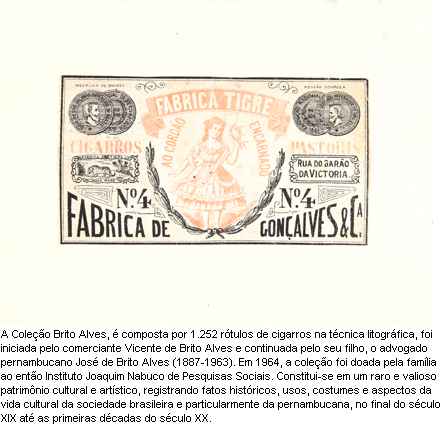 FABRICA TIGRE
AO CORDÃO ENCARNADO
CIGARROS PASTORIS
RUA DO BARÃO DA VICTORIA.
Nº. 4 Nº. 4
FABRICA DE GONÇALVES & Cª.
A Coleção Brito Alves, é composta por 1.252 rótulos de cigarros na técnica litográfica, foi
iniciada pelo comerciante Vicente de Brito Alves e continuada pelo seu filho, o advogado
pernambucano José de Brito Alves (1887-1963). Em 1964, a coleção foi doada pela família
ao então Instituto Joaquim Nabuco de Pesquisas Sociais. Constitui-se em um raro e valioso
patrimônio cultural e artístico, registrando fatos históricos, usos, costumes e aspectos da
vida cultural da sociedade brasileira e particularmente da pernambucana, no final do século
XIX até as primeiras décadas do século XX.